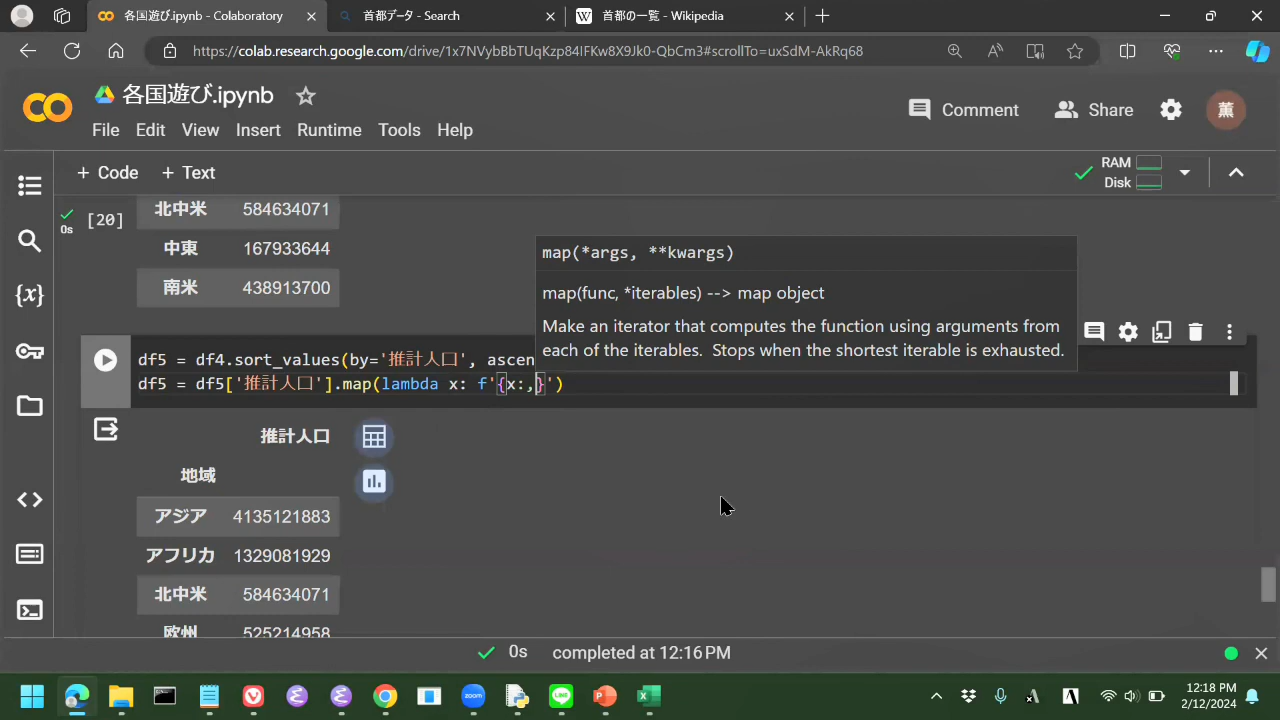 各国遊び.ipynb - Colaboratory
首都データ - Search
首都の一覧 - Wikipedia
https://colab.research.google.com/drive/1x7NVybBbTUqKzp84IFKw8X9Jk0-QbCm3#scrollTo=uxSdM-AkRq68
各国遊び.ipynb
Comment
Share
薫
File Edit View Insert Runtime Tools Help
+ Code + Text
RAM
Disk
0s
[20]
北中米 584634071
中東 167933644
南米 438913700
map(*args, **kwargs)
map(func, *iterables) --> map object
Make an iterator that computes the function using arguments from
each of the iterables. Stops when the shortest iterable is exhausted.
df5 = df4.sort_values(by='推計人口', ascen
df5 = df5['推計人口'].map(lambda x: f'{x:,}')
推計人口
地域
アジア 4135121883
アフリカ 1329081929
北中米 584634071
欧州 525214958
0s completed at 12:16 PM
12:18 PM
2/12/2024